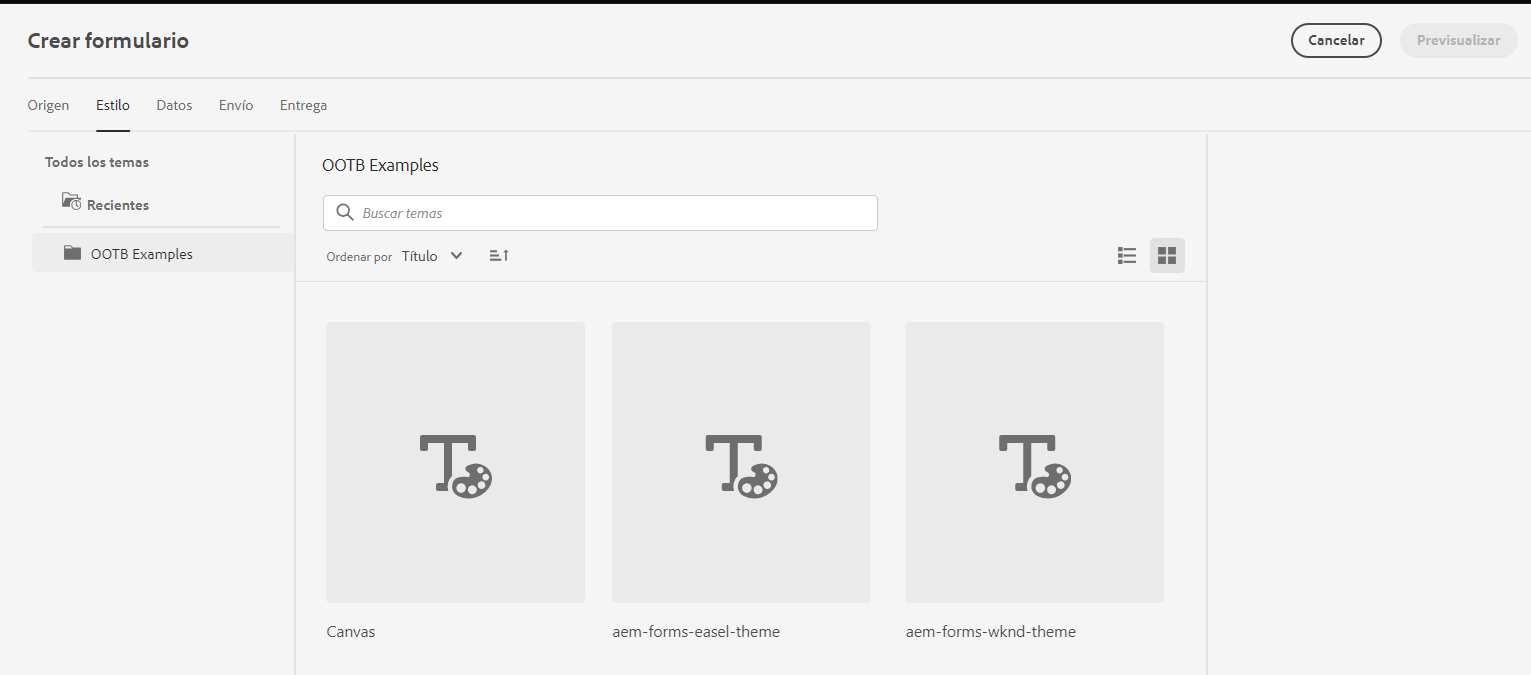 Crear formulario
Cancelar
Previsualizar
Origen Estilo Datos Envío Entrega
Todos los temas
Recientes
OOTB Examples
OOTB Examples
Buscar temas
Ordenar por Título
Canvas
aem-forms-easel-theme
aem-forms-wknd-theme